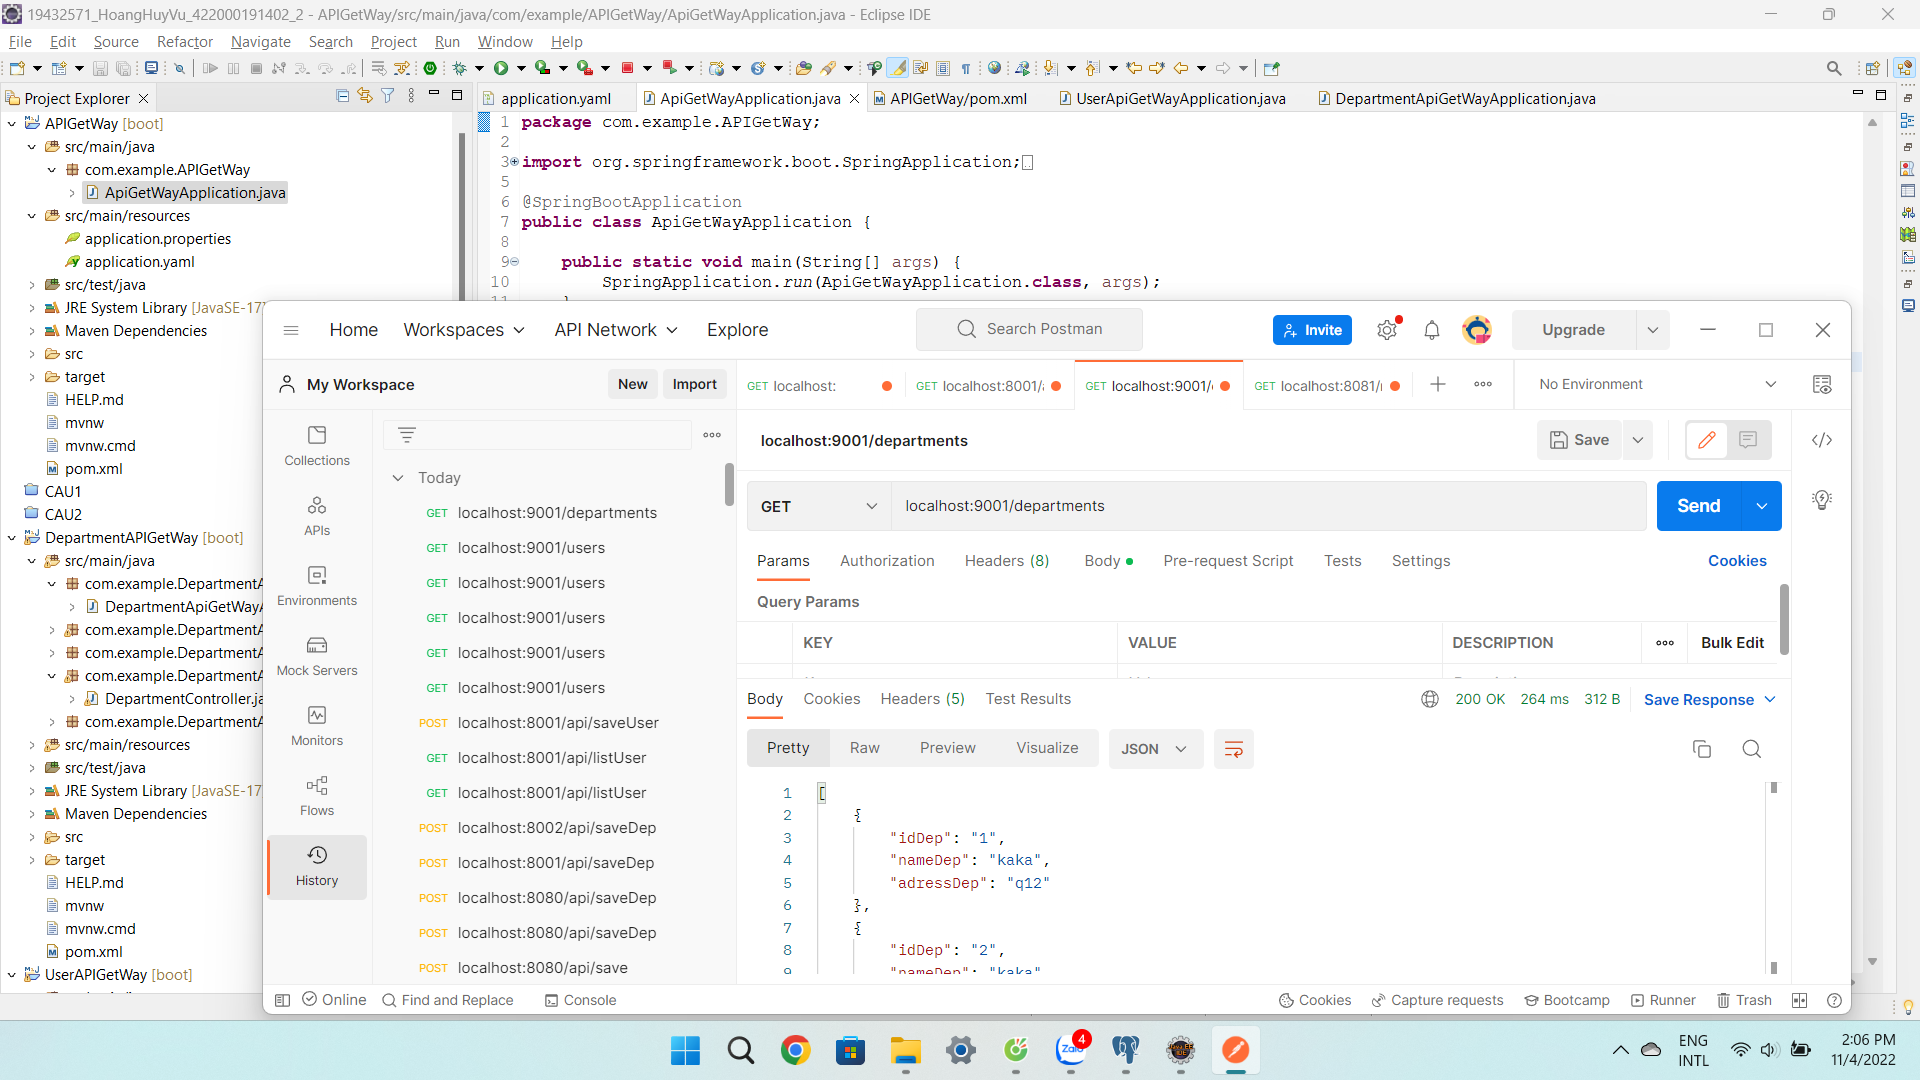 19432571_HoangHuyVu_422000191402_2 - APIGetWay/src/main/java/com/example/APIGetWay/ApiGetWayApplication.java - Eclipse IDE
File Edit Source Refactor Navigate Search Project Run Window Help
Project Explorer
application.yaml
ApiGetWayApplication.java
APIGetWay/pom.xml
UserApiGetWayApplication.java
DepartmentApiGetWayApplication.java
APIGetWay [boot]
src/main/java
com.example.APIGetWay
ApiGetWayApplication.java
src/main/resources
application.properties
application.yaml
src/test/java
JRE System Library [JavaSE-17]
Maven Dependencies
src
target
HELP.md
mvnw
mvnw.cmd
pom.xml
CAU1
CAU2
DepartmentAPIGetWay [boot]
src/main/java
com.example.DepartmentA
DepartmentApiGetWayA
com.example.DepartmentA
com.example.DepartmentA
com.example.DepartmentA
DepartmentController.ja
com.example.DepartmentA
src/main/resources
src/test/java
JRE System Library [JavaSE-17
Maven Dependencies
src
target
HELP.md
mvnw
mvnw.cmd
pom.xml
UserAPIGetWay [boot]
1 package com.example.APIGetWay;
2
3 import org.springframework.boot.SpringApplication;
5
6 @SpringBootApplication
7 public class ApiGetWayApplication {
8
9 public static void main(String[] args) {
10 SpringApplication.run(ApiGetWayApplication.class, args);
11 }
Home Workspaces API Network Explore
Search Postman
Invite
Upgrade
My Workspace
New
Import
GET localhost:
GET localhost:8001/a
GET localhost:9001/
GET localhost:8081/
No Environment
Collections
APIs
Environments
Mock Servers
Monitors
Flows
History
Today
GET localhost:9001/departments
GET localhost:9001/users
GET localhost:9001/users
GET localhost:9001/users
GET localhost:9001/users
GET localhost:9001/users
POST localhost:8001/api/saveUser
GET localhost:8001/api/listUser
GET localhost:8001/api/listUser
POST localhost:8002/api/saveDep
POST localhost:8001/api/saveDep
POST localhost:8080/api/saveDep
POST localhost:8080/api/saveDep
POST localhost:8080/api/save
localhost:9001/departments
Save
GET
localhost:9001/departments
Send
Params Authorization Headers (8) Body Pre-request Script Tests Settings
Cookies
Query Params
KEY VALUE DESCRIPTION
Bulk Edit
Body Cookies Headers (5) Test Results
200 OK 264 ms 312 B
Save Response
Pretty Raw Preview Visualize
JSON
1 [
2 {
3 "idDep": "1",
4 "nameDep": "kaka",
5 "adressDep": "q12"
6 },
7 {
8 "idDep": "2",
9 "nameDep": "kaka"
Online
Find and Replace
Console
Cookies
Capture requests
Bootcamp
Runner
Trash
Zalo
4
IDE
ENG
INTL
2:06 PM
11/4/2022